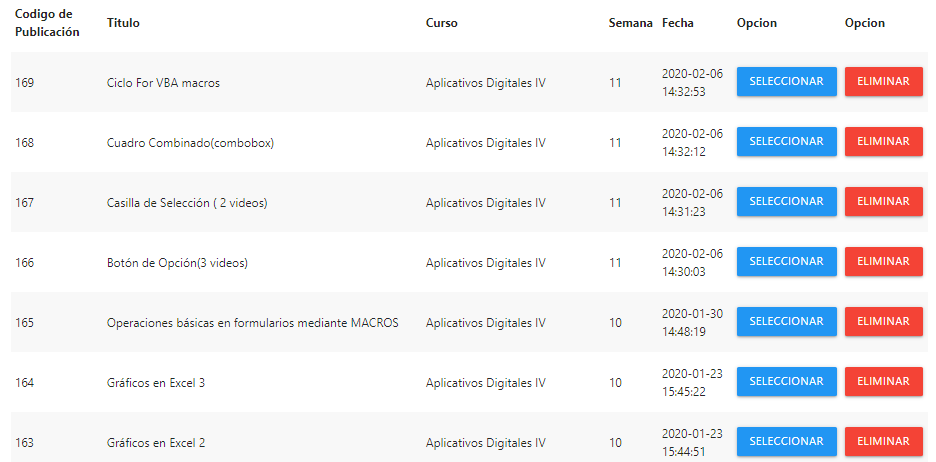 Codigo de Publicación Titulo Curso Semana Fecha Opcion Opcion
169 Ciclo For VBA macros Aplicativos Digitales IV 11 2020-02-06 14:32:53 SELECCIONAR ELIMINAR
168 Cuadro Combinado(combobox) Aplicativos Digitales IV 11 2020-02-06 14:32:12 SELECCIONAR ELIMINAR
167 Casilla de Selección ( 2 videos) Aplicativos Digitales IV 11 2020-02-06 14:31:23 SELECCIONAR ELIMINAR
166 Botón de Opción(3 videos) Aplicativos Digitales IV 11 2020-02-06 14:30:03 SELECCIONAR ELIMINAR
165 Operaciones básicas en formularios mediante MACROS Aplicativos Digitales IV 10 2020-01-30 14:48:19 SELECCIONAR ELIMINAR
164 Gráficos en Excel 3 Aplicativos Digitales IV 10 2020-01-23 15:45:22 SELECCIONAR ELIMINAR
163 Gráficos en Excel 2 Aplicativos Digitales IV 10 2020-01-23 15:44:51 SELECCIONAR ELIMINAR